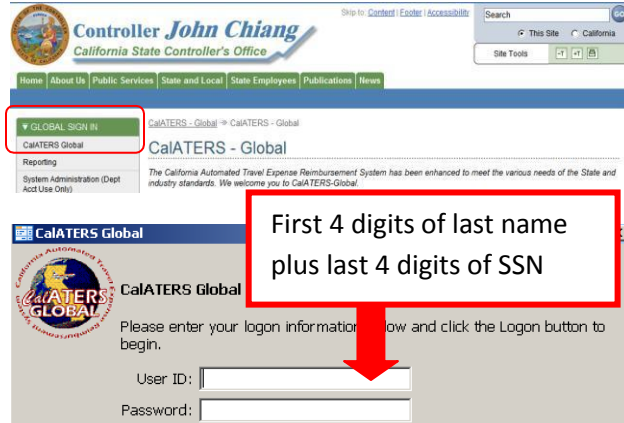 Skip to: Content | Footer | Accessibility
Search
Controller John Chiang
California State Controller's Office
This Site California
Site Tools -T +T
Home About Us Public Services State and Local State Employees Publications News
▼ GLOBAL SIGN IN
CalATERS Global
Reporting
System Administration (Dept
Acct Use Only)
CalATERS - Global → CalATERS - Global
CalATERS - Global
The California Automated Travel Expense Reimbursement System has been enhanced to meet the various needs of the State and
industry standards. We welcome you to CalATERS-Global.
First 4 digits of last name
plus last 4 digits of SSN
CalATERS Global
CalATERS
GLOBAL
CalATERS Global
Please enter your logon information and click the Logon button to
begin.
User ID:
Password: